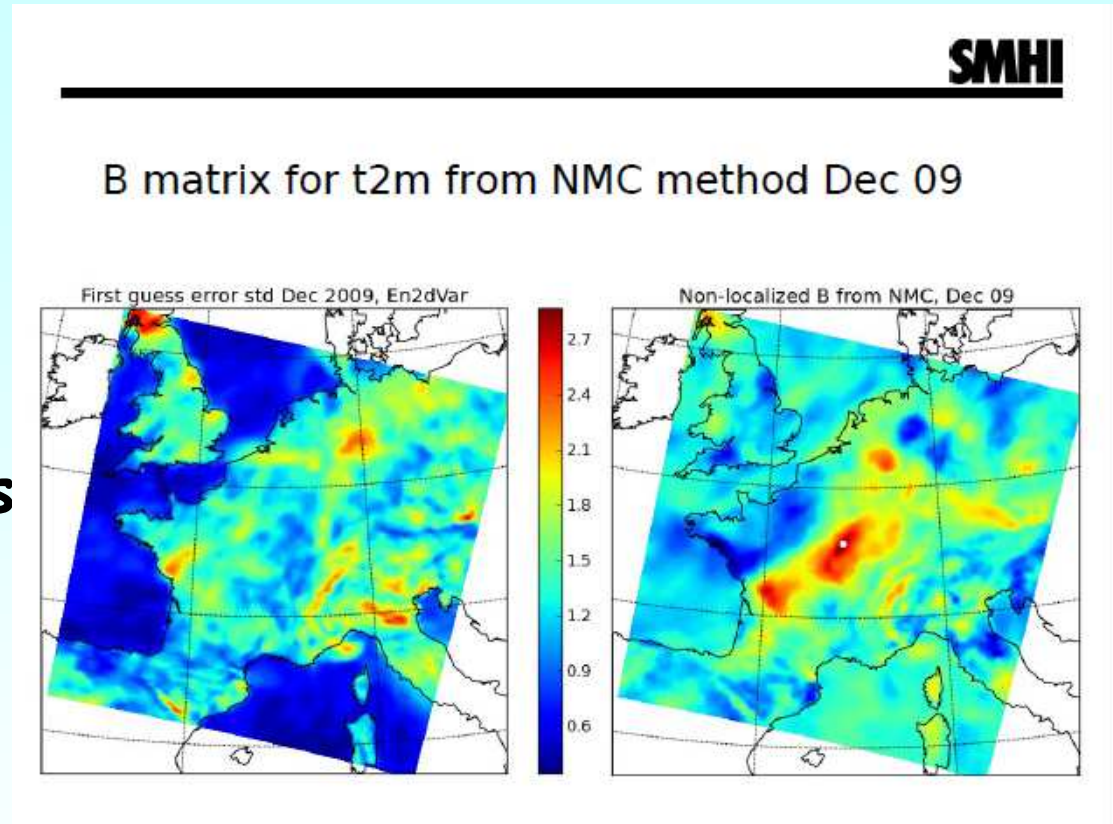 SMHI
B matrix for t2m from NMC method Dec 09
First guess error std Dec 2009, En2dVar
Non-localized B from NMC, Dec 09
2.7
2.4
2.1
1.8
1.5
1.2
0.9
0.6
s